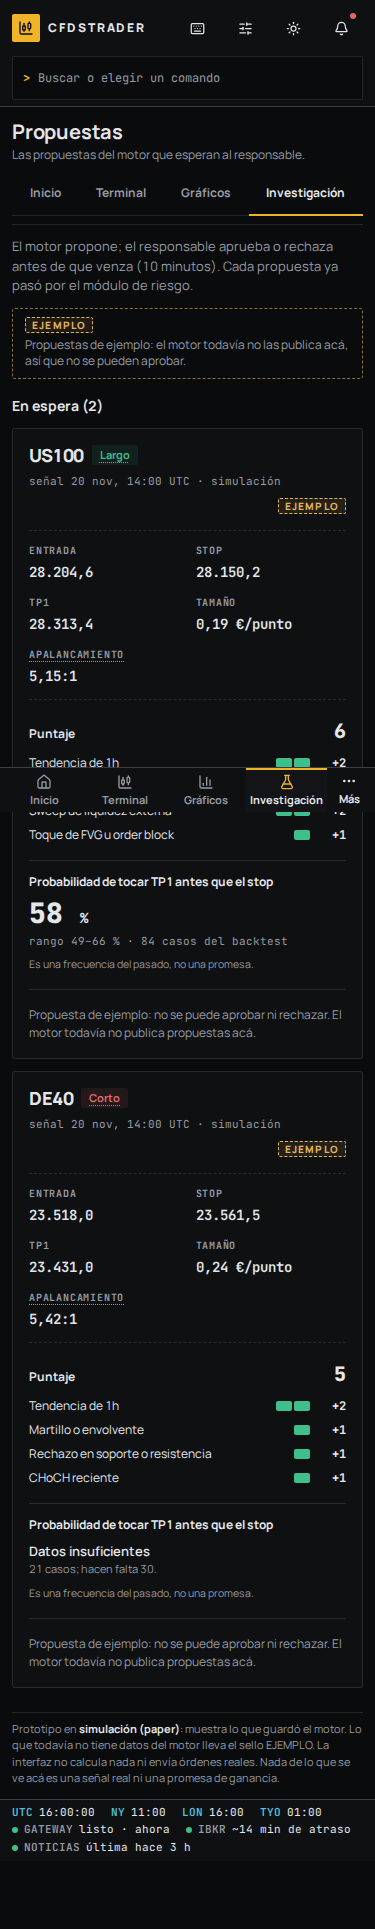 CFDSTRADER
> Buscar o elegir un comando
Propuestas
Las propuestas del motor que esperan al responsable.
Inicio Terminal Gráficos Investigación
El motor propone; el responsable aprueba o rechaza
antes de que venza (10 minutos). Cada propuesta ya
pasó por el módulo de riesgo.
EJEMPLO
Propuestas de ejemplo: el motor todavía no las publica acá,
así que no se pueden aprobar.
En espera (2)
US100 Largo
señal 20 nov, 14:00 UTC · simulación
EJEMPLO
ENTRADA STOP
28.204,6 28.150,2
TP1 TAMAÑO
28.313,4 0,19 €/punto
APALANCAMIENTO
5,15:1
Puntaje 6
Tendencia de 1h +2
Inicio Terminal Gráficos Investigación Más
Sweep de liquidez externa +2
Toque de FVG u order block +1
Probabilidad de tocar TP1 antes que el stop
58 %
rango 49–66 % · 84 casos del backtest
Es una frecuencia del pasado, no una promesa.
Propuesta de ejemplo: no se puede aprobar ni rechazar. El
motor todavía no publica propuestas acá.
DE40 Corto
señal 20 nov, 14:00 UTC · simulación
EJEMPLO
ENTRADA STOP
23.518,0 23.561,5
TP1 TAMAÑO
23.431,0 0,24 €/punto
APALANCAMIENTO
5,42:1
Puntaje 5
Tendencia de 1h +2
Martillo o envolvente +1
Rechazo en soporte o resistencia +1
CHoCH reciente +1
Probabilidad de tocar TP1 antes que el stop
Datos insuficientes
21 casos; hacen falta 30.
Es una frecuencia del pasado, no una promesa.
Propuesta de ejemplo: no se puede aprobar ni rechazar. El
motor todavía no publica propuestas acá.
Prototipo en simulación (paper): muestra lo que guardó el motor. Lo
que todavía no tiene datos del motor lleva el sello EJEMPLO. La
interfaz no calcula nada ni envía órdenes reales. Nada de lo que se
ve acá es una señal real ni una promesa de ganancia.
UTC 16:00:00 NY 11:00 LON 16:00 TYO 01:00
GATEWAY listo · ahora IBKR ~14 min de atraso
NOTICIAS última hace 3 h